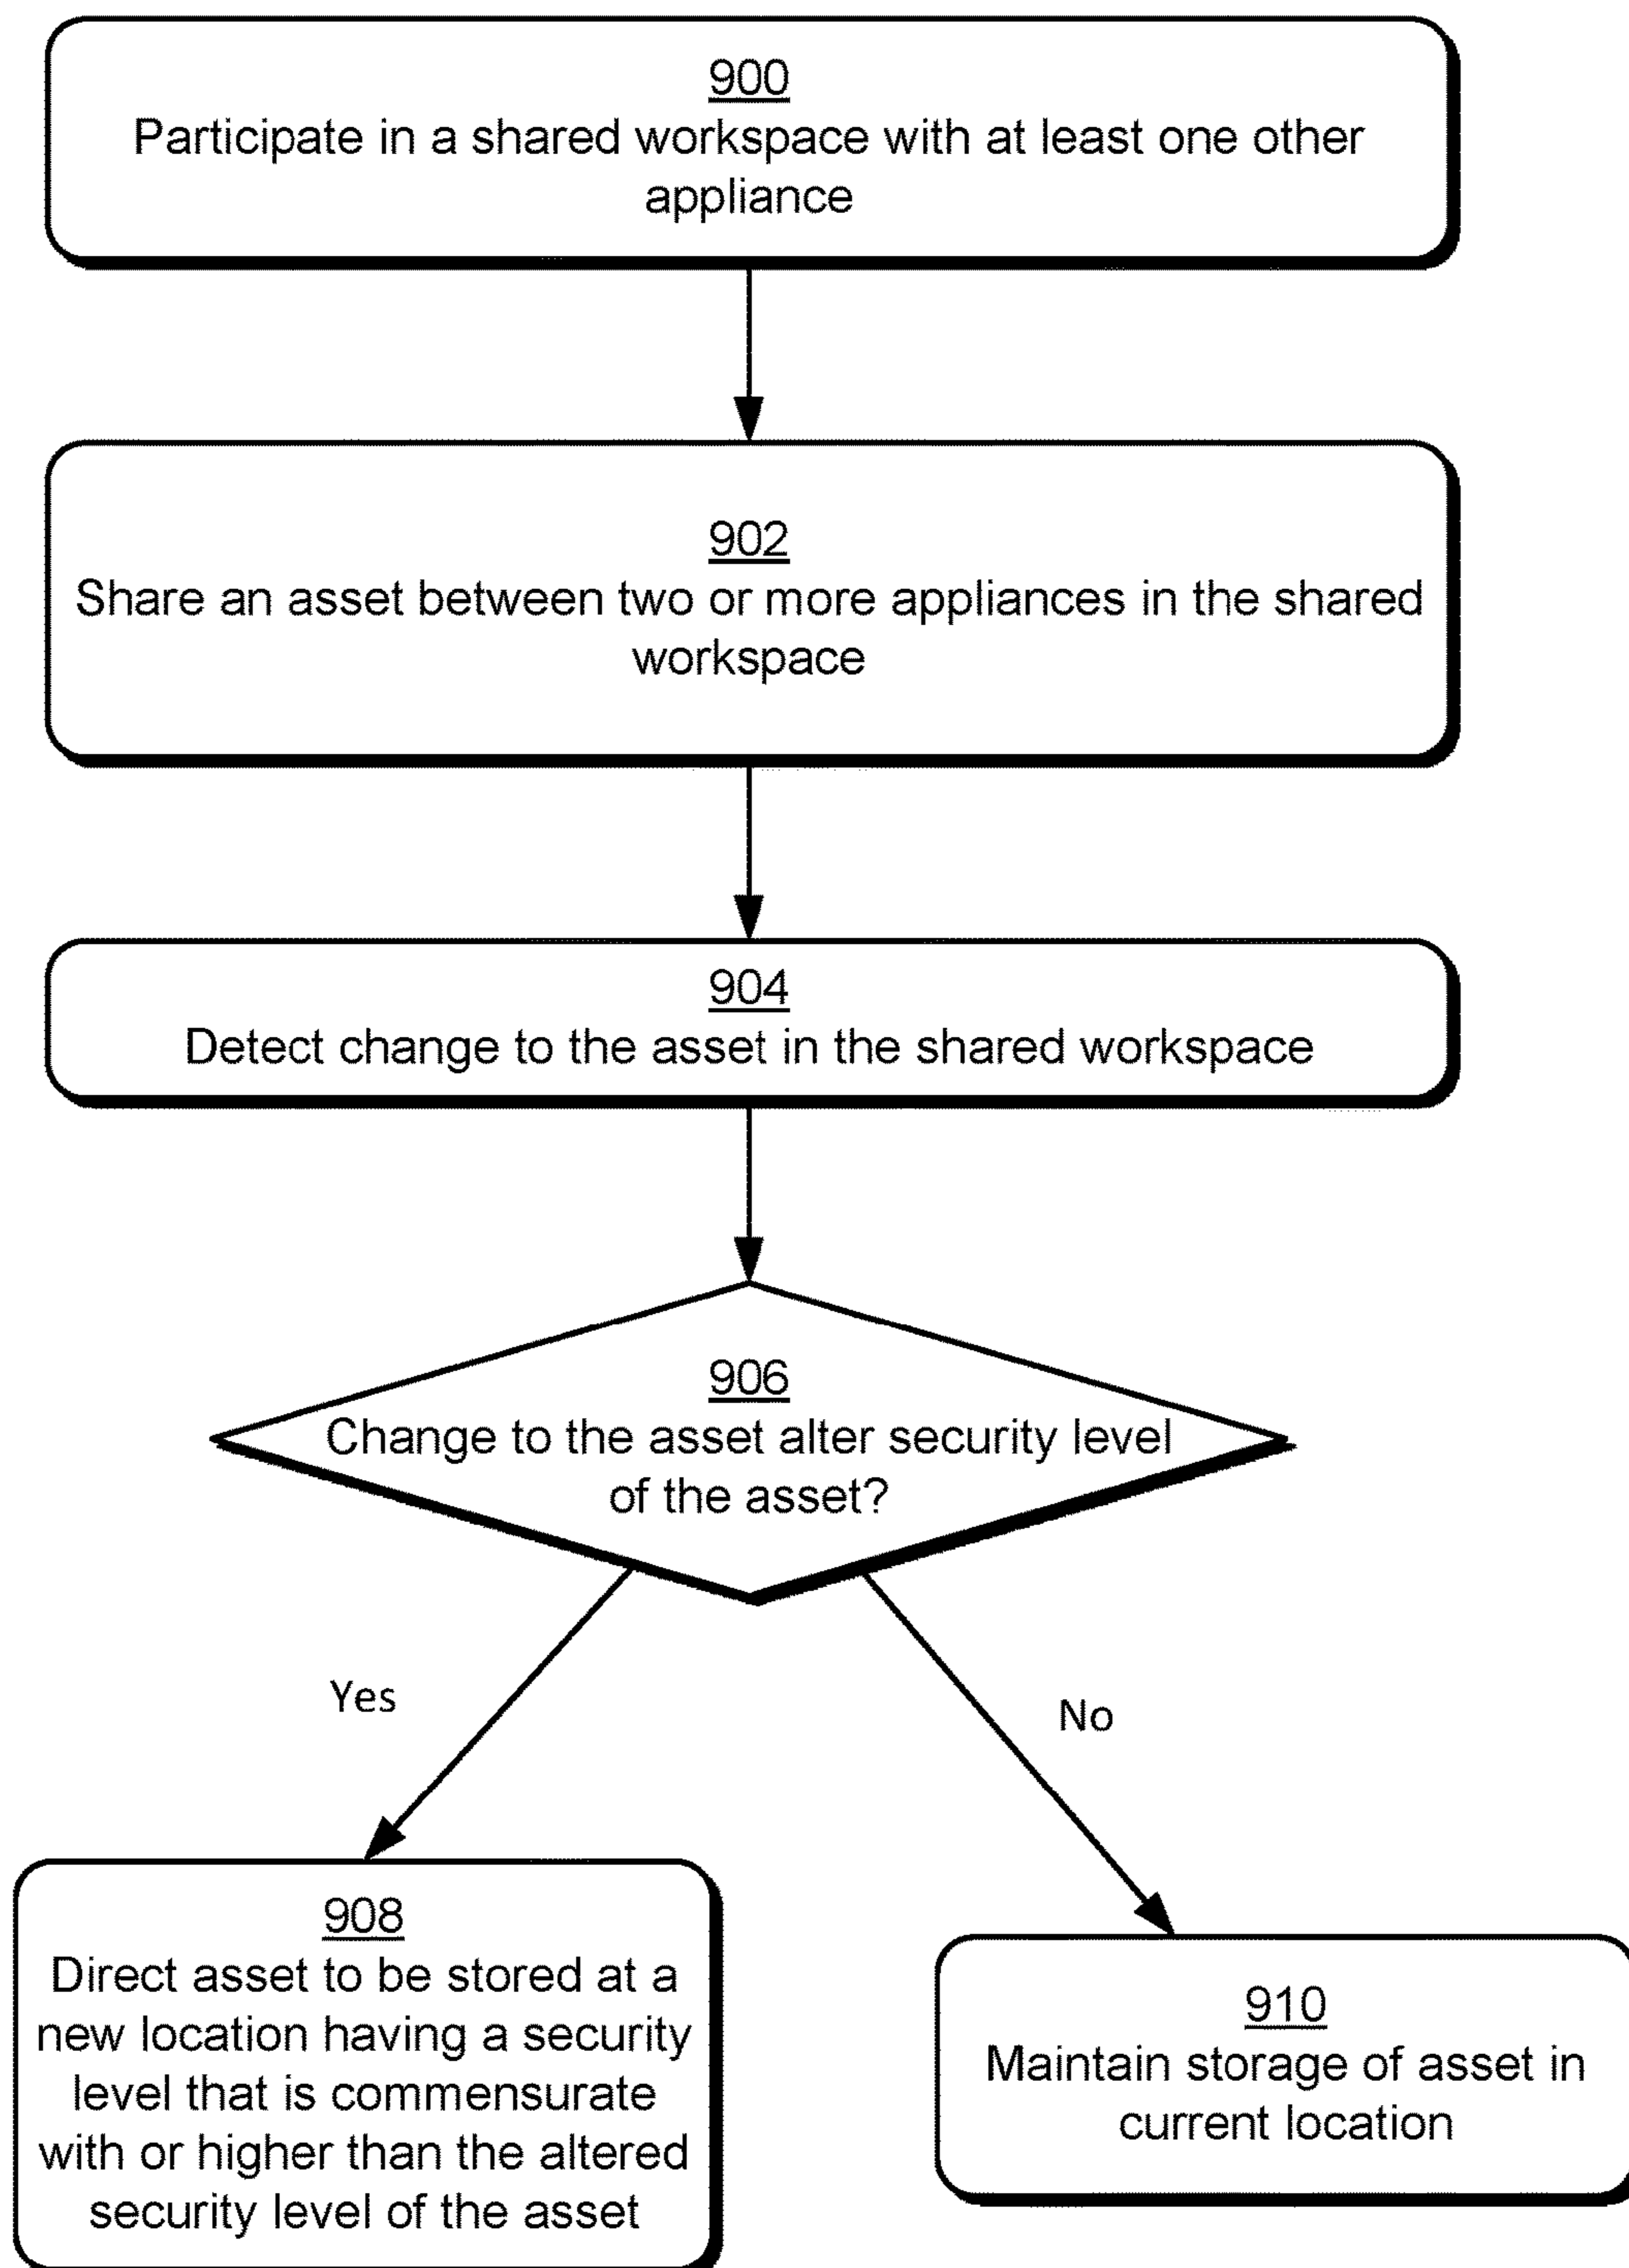 900
Participate in a shared workspace with at least one other
appliance
902
Share an asset between two or more appliances in the shared
workspace
904
Detect change to the asset in the shared workspace
906
Change to the asset alter security level
of the asset?
Yes
No
908
Direct asset to be stored at a
new location having a security
level that is commensurate
with or higher than the altered
security level of the asset
910
Maintain storage of asset in
current location